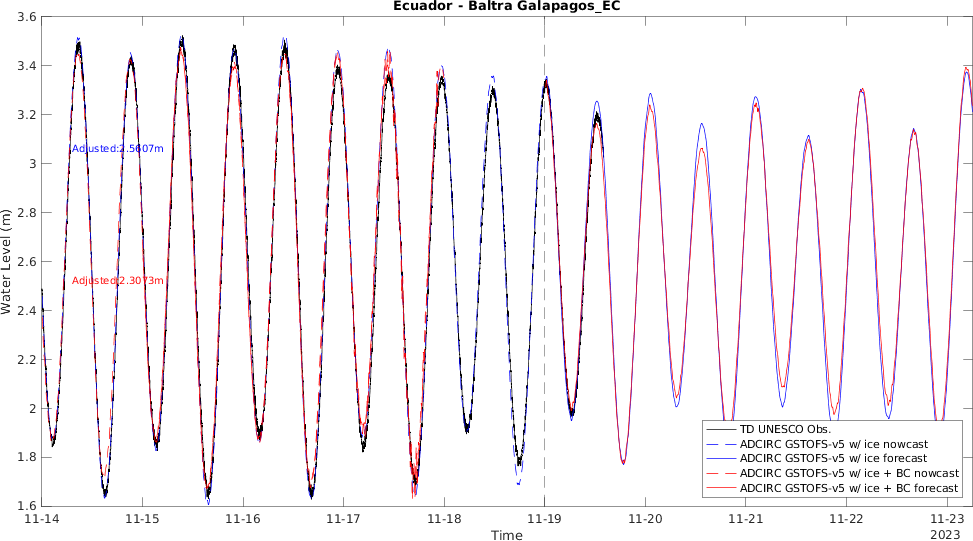 Ecuador - Baltra Galapagos_EC
3.6
3.4
3.2
3
2.8
2.6
2.4
2.2
2
1.8
1.6
Water Level (m)
Adjusted:2.5607m
Adjusted:2.3073m
TD UNESCO Obs.
ADCIRC GSTOFS-v5 w/ ice nowcast
ADCIRC GSTOFS-v5 w/ ice forecast
ADCIRC GSTOFS-v5 w/ ice + BC nowcast
ADCIRC GSTOFS-v5 w/ ice + BC forecast
11-14 11-15 11-16 11-17 11-18 11-19 11-20 11-21 11-22 11-23
2023
Time